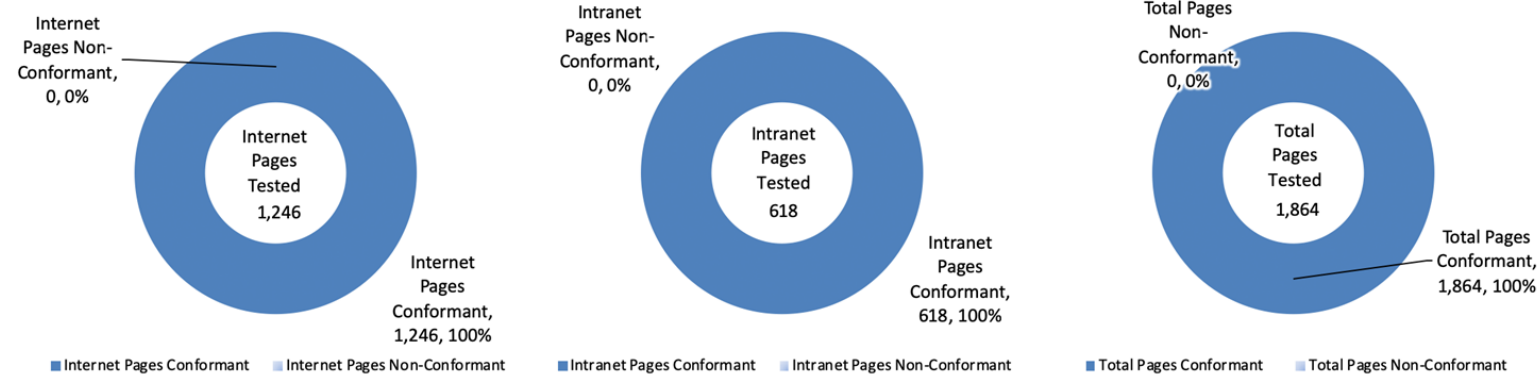 Internet
Pages Non-
Conformant,
0, 0%
Internet
Pages
Tested
1,246
Internet
Pages
Conformant,
1,246, 100%
Internet Pages Conformant
Internet Pages Non-Conformant
Intranet
Pages Non-
Conformant,
0, 0%
Intranet
Pages
Tested
618
Intranet
Pages
Conformant,
618, 100%
Intranet Pages Conformant
Intranet Pages Non-Conformant
Total Pages
Non-
Conformant,
0, 0%
Total
Pages
Tested
1,864
Total Pages
Conformant,
1,864, 100%
Total Pages Conformant
Total Pages Non-Conformant